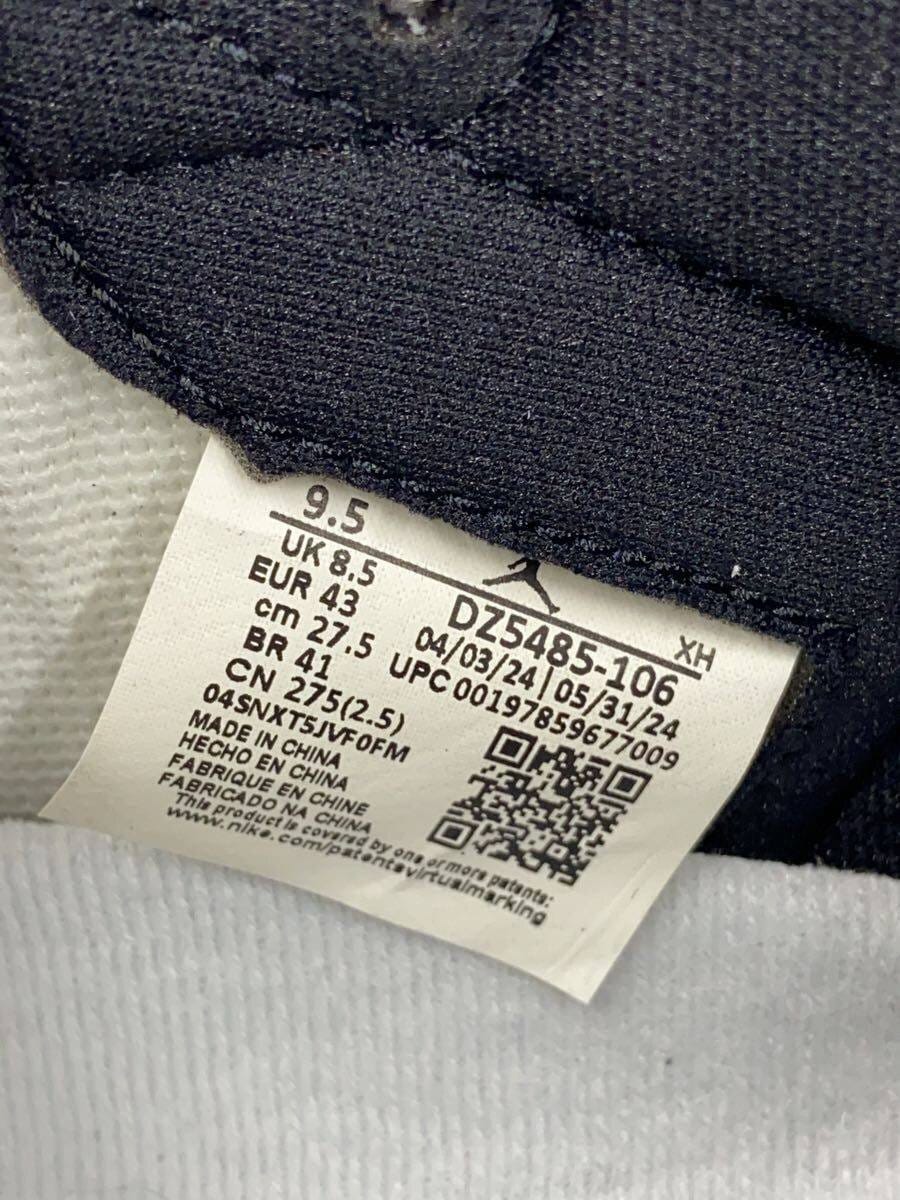 9.5
UK 8.5
EUR 43
cm 27.5
BR 41
CN 275(2.5)
04SNXT5JVF0FM
MADE IN CHINA
HECHO EN CHINA
FABRIQUE EN CHINE
FABRICADO NA CHINA
This product is covered by one or more patents:
www.nike.com/patentsvirtualmarking
XH
DZ5485-106
04/03/24|05/31/24
UPC 00197859677009